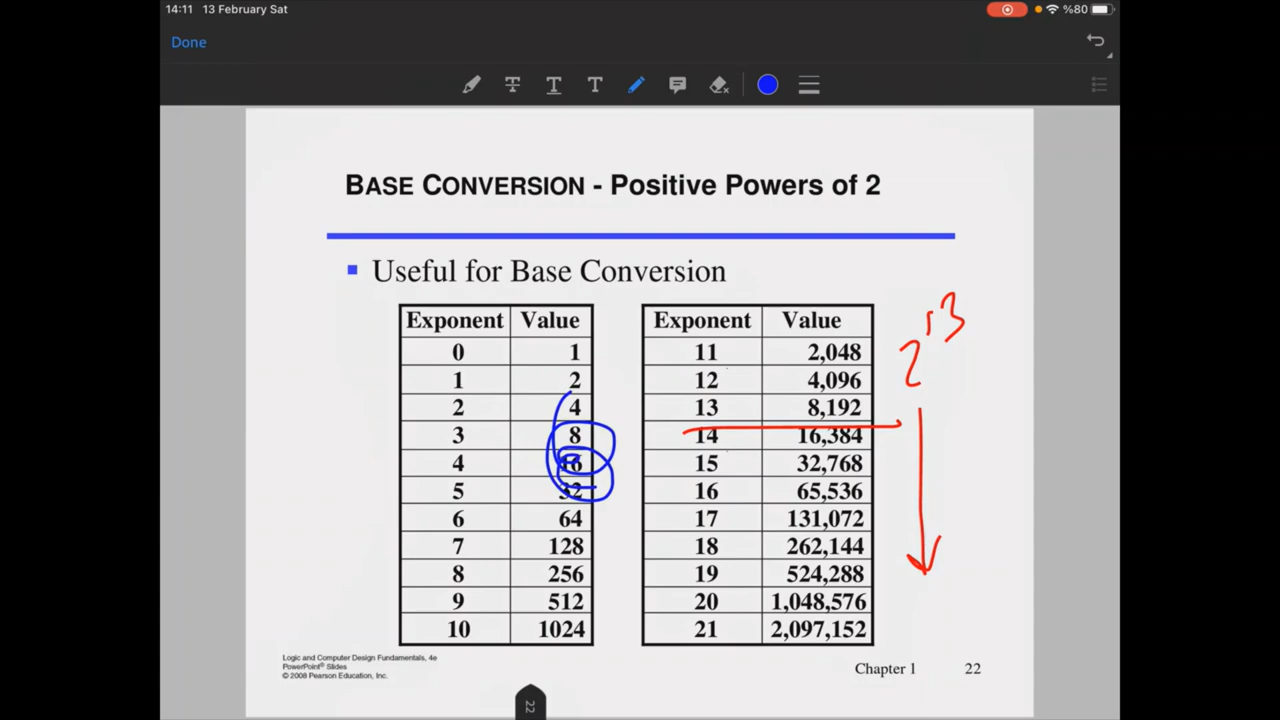 14:11 13 February Sat %80
Done
BASE CONVERSION - Positive Powers of 2
Useful for Base Conversion
Exponent Value
0 1
1 2
2 4
3 8
4 16
5 32
6 64
7 128
8 256
9 512
10 1024
Exponent Value
11 2,048
12 4,096
13 8,192
14 16,384
15 32,768
16 65,536
17 131,072
18 262,144
19 524,288
20 1,048,576
21 2,097,152
2¹³
Logic and Computer Design Fundamentals, 4e
PowerPoint® Slides
© 2008 Pearson Education, Inc.
Chapter 1 22
22